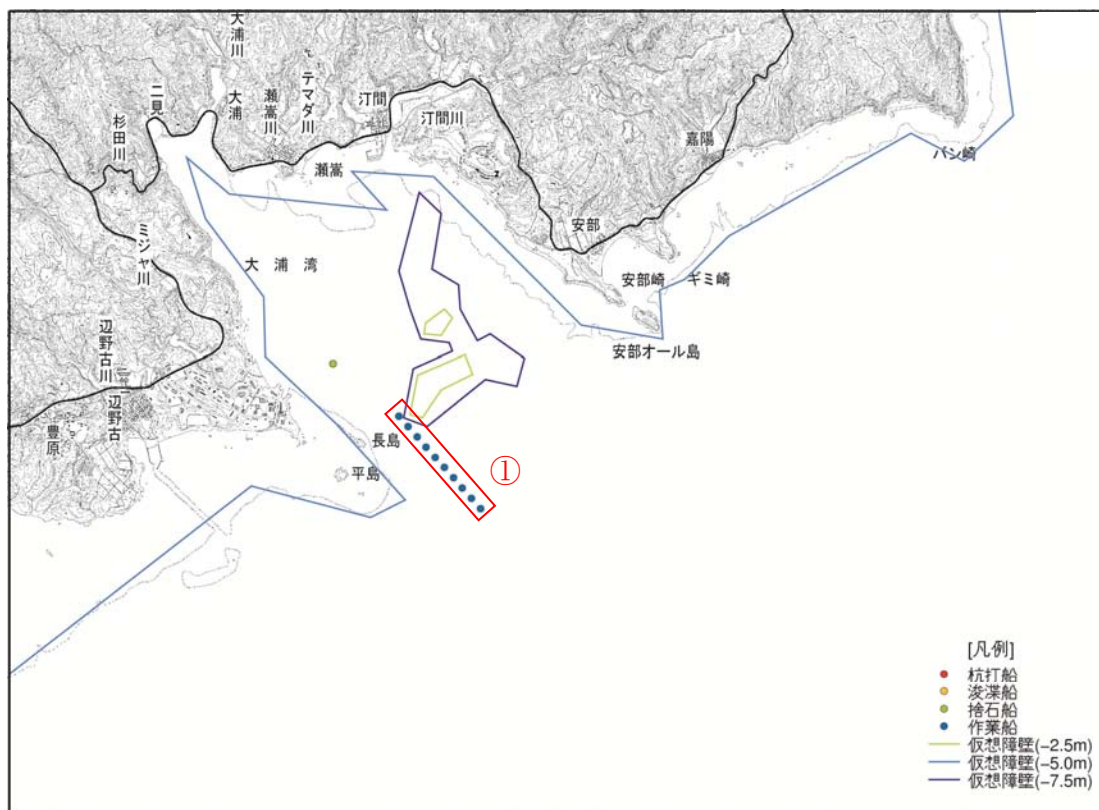 大浦川
二見
大浦
瀬嵩川
テマダ川
汀間
汀間川
杉田川
瀬嵩
嘉陽
バン崎
安部
ミジャ川
大浦湾
安部崎
ギミ崎
安部オール島
辺野古川
辺野古
豊原
長島
平島
①
[凡例]
杭打船
浚渫船
捨石船
作業船
仮想障壁(-2.5m)
仮想障壁(-5.0m)
仮想障壁(-7.5m)